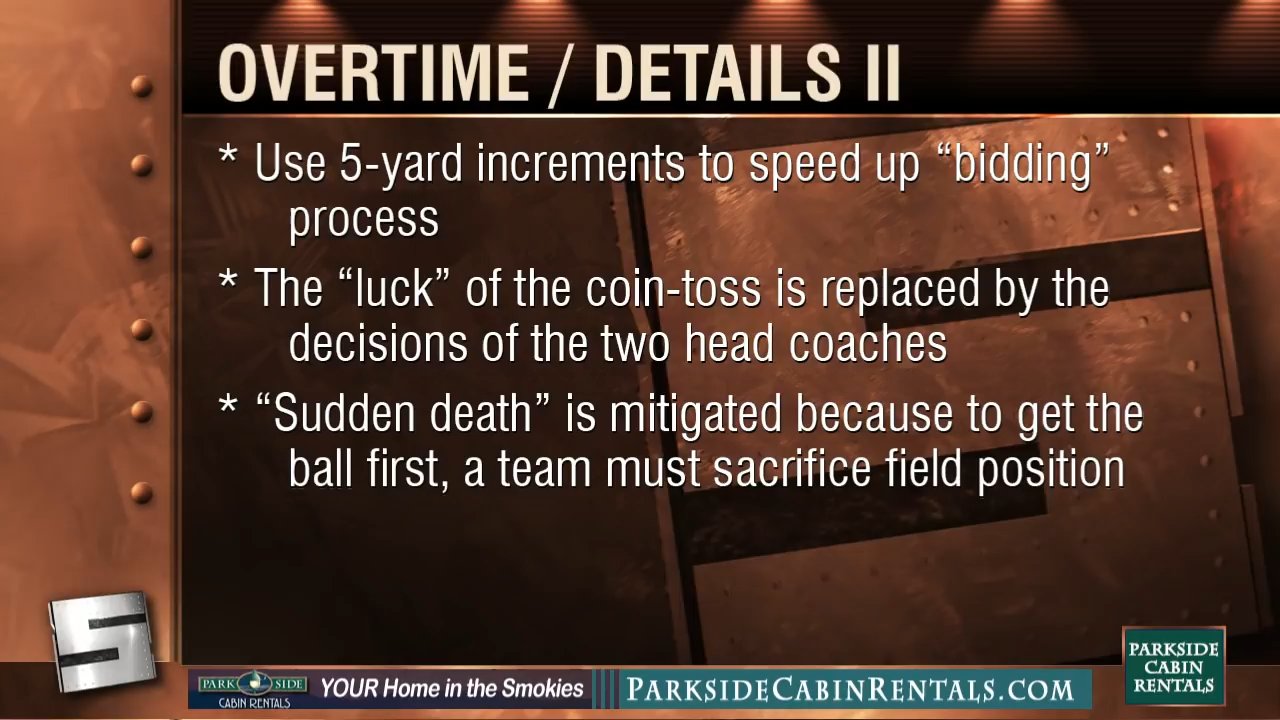 OVERTIME / DETAILS II
* Use 5-yard increments to speed up “bidding”
process
* The “luck” of the coin-toss is replaced by the
decisions of the two head coaches
* “Sudden death” is mitigated because to get the
ball first, a team must sacrifice field position
S
PARK SIDE
CABIN RENTALS
YOUR Home in the Smokies
PARKSIDECABINRENTALS.COM
PARKSIDE
CABIN
RENTALS